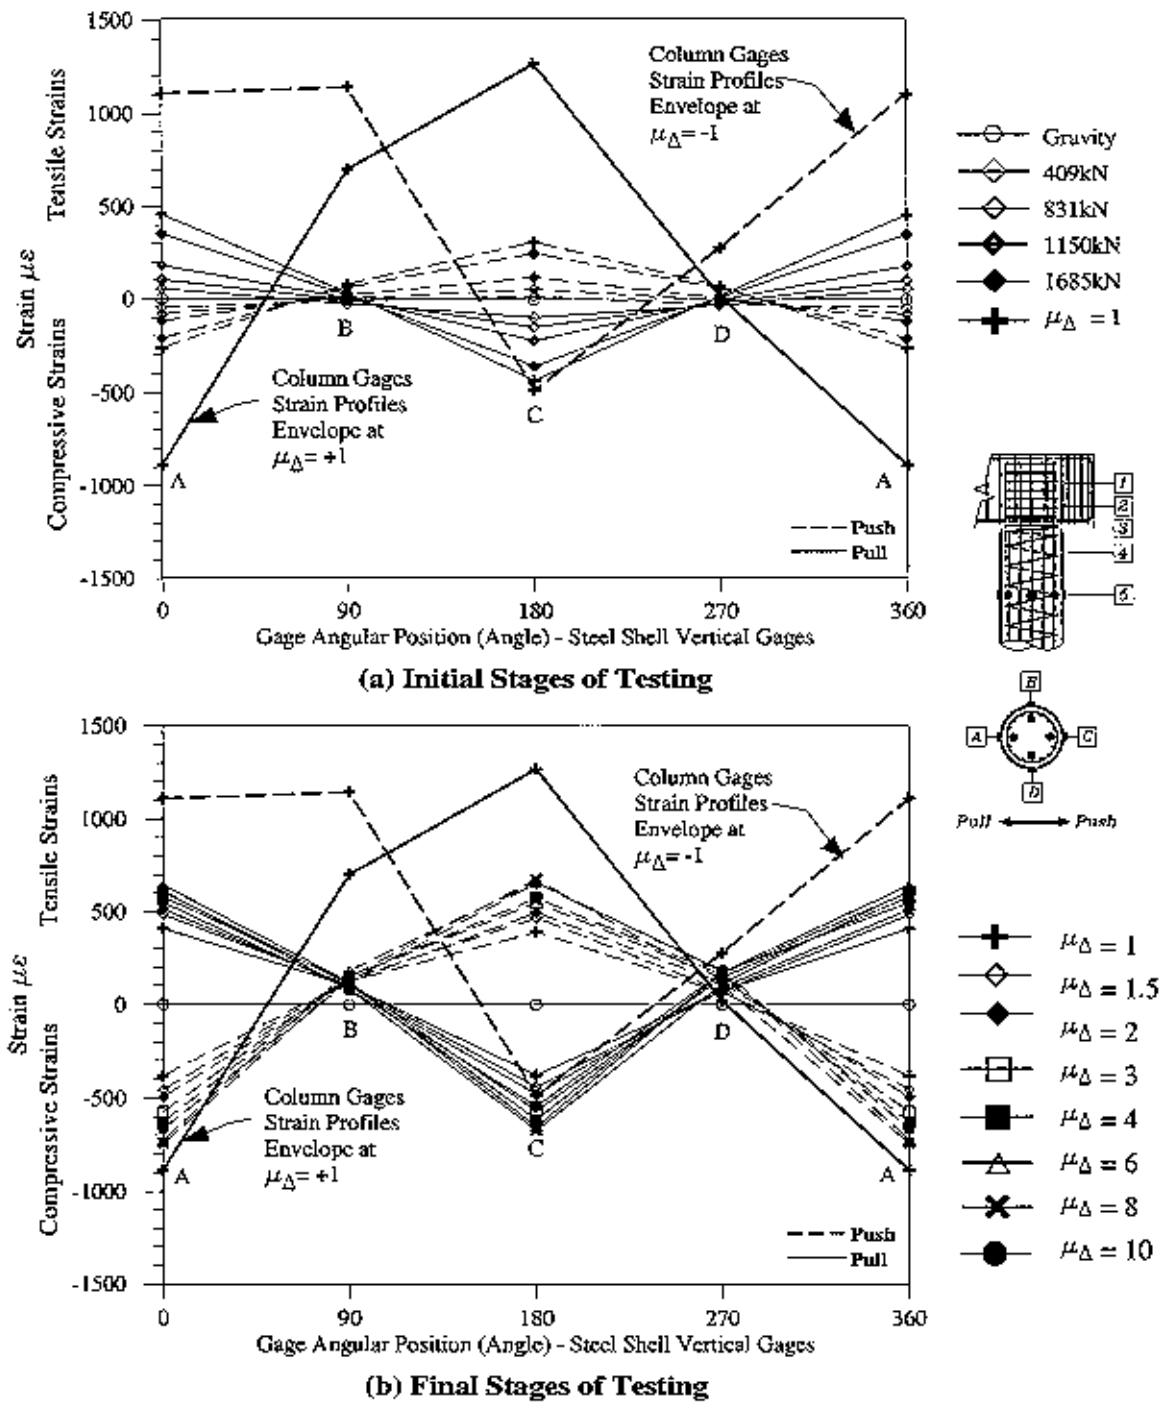 1500
1000
500
0
-500
-1000
-1500
Tensile Strains
Strain με
Compressive Strains
Column Gages
Strain Profiles
Envelope at
μΔ= -1
Column Gages
Strain Profiles
Envelope at
μΔ= +1
A
B
C
D
A
Push
Pull
0 90 180 270 360
Gage Angular Position (Angle) - Steel Shell Vertical Gages
(a) Initial Stages of Testing
Gravity
409kN
831kN
1150kN
1685kN
μΔ = 1
1
2
3
4
5
B
A
C
D
Pull Push
1500
1000
500
0
-500
-1000
-1500
Tensile Strains
Strain με
Compressive Strains
Column Gages
Strain Profiles
Envelope at
μΔ= -1
Column Gages
Strain Profiles
Envelope at
μΔ= +1
A
B
C
D
A
Push
Pull
0 90 180 270 360
Gage Angular Position (Angle) - Steel Shell Vertical Gages
(b) Final Stages of Testing
μΔ = 1
μΔ = 1.5
μΔ = 2
μΔ = 3
μΔ = 4
μΔ = 6
μΔ = 8
μΔ = 10